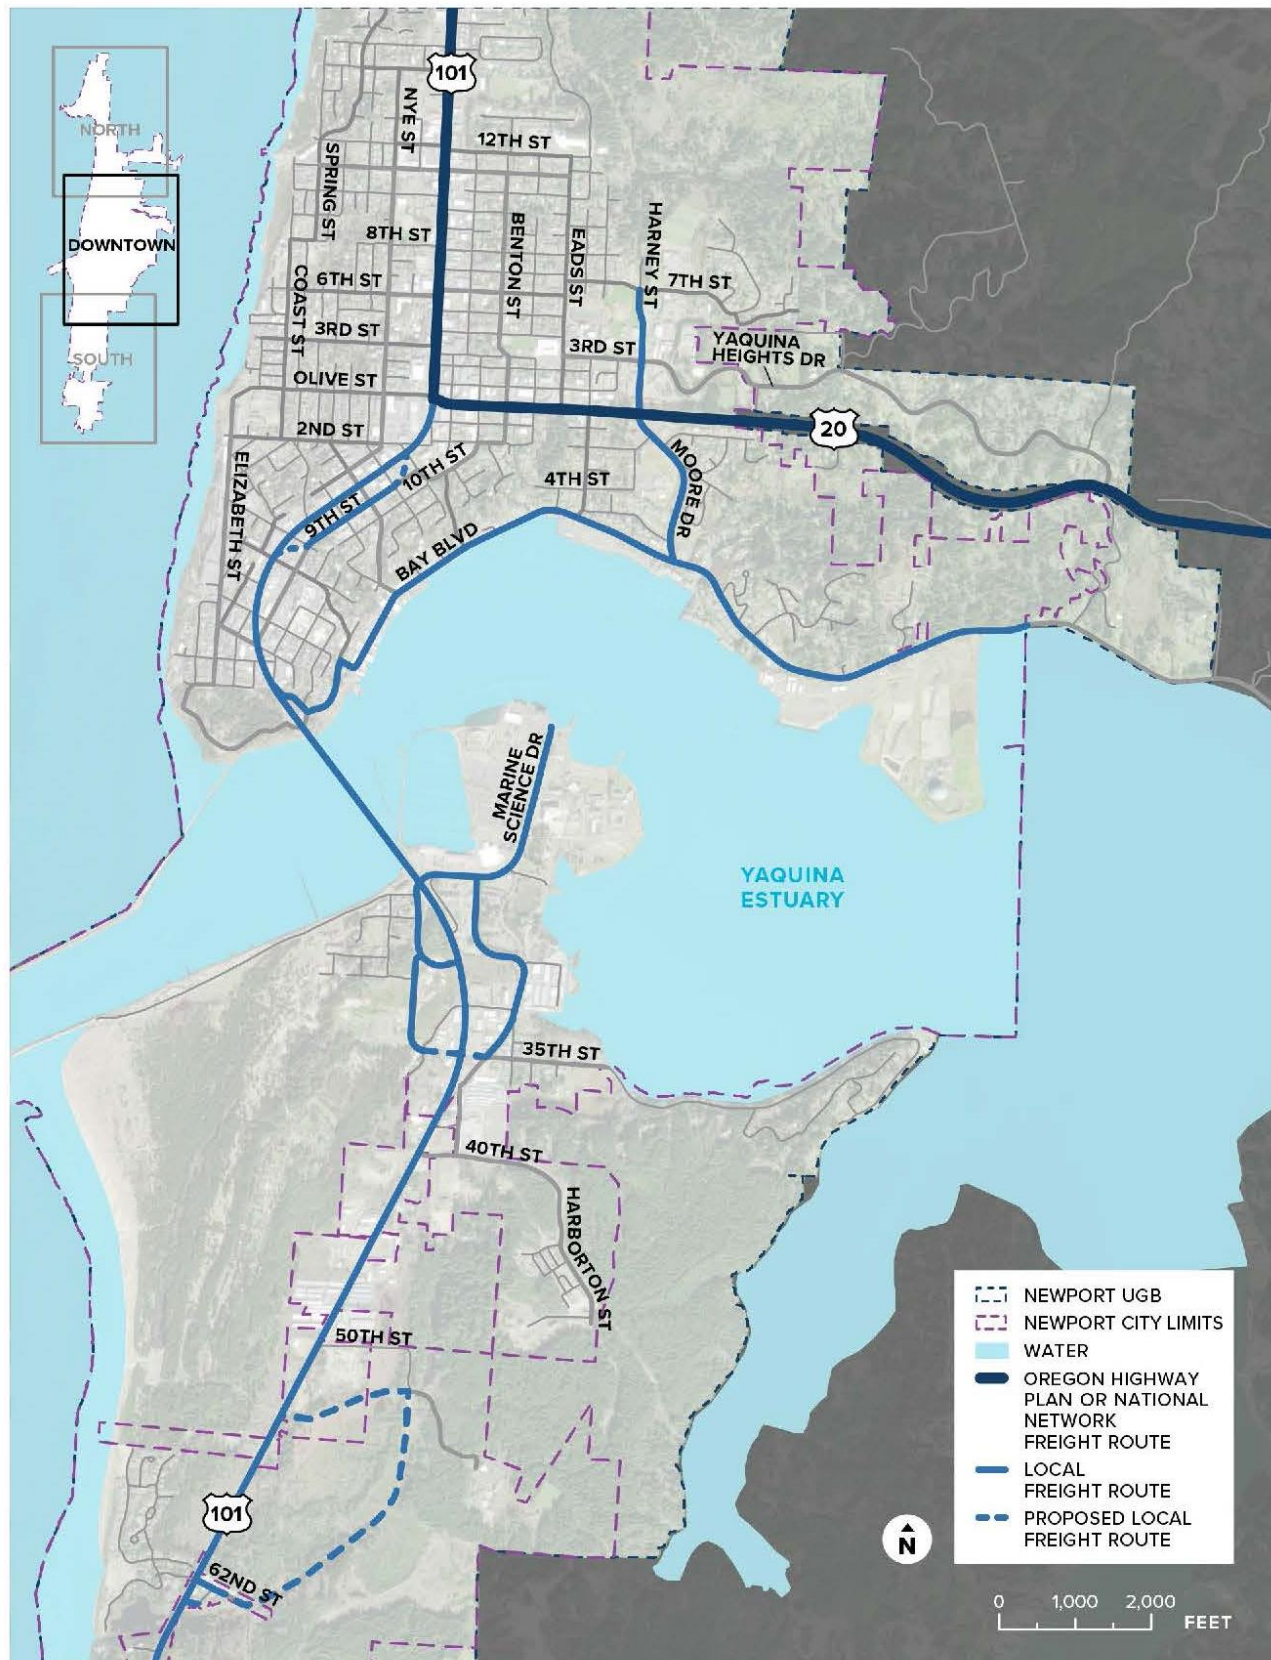 101
NORTH
DOWNTOWN
SOUTH
NYE ST
12TH ST
SPRING ST
8TH ST
BENTON ST
EADS ST
HARNEY ST
7TH ST
6TH ST
COAST ST
3RD ST
3RD ST
YAQUINA
HEIGHTS DR
OLIVE ST
2ND ST
20
ELIZABETH ST
9TH ST
10TH ST
4TH ST
MOORE DR
BAY BLVD
MARINE
SCIENCE DR
YAQUINA
ESTUARY
35TH ST
40TH ST
HARBORTON ST
50TH ST
101
62ND ST
NEWPORT UGB
NEWPORT CITY LIMITS
WATER
OREGON HIGHWAY
PLAN OR NATIONAL
NETWORK
FREIGHT ROUTE
LOCAL
FREIGHT ROUTE
PROPOSED LOCAL
FREIGHT ROUTE
N
0 1,000 2,000
FEET